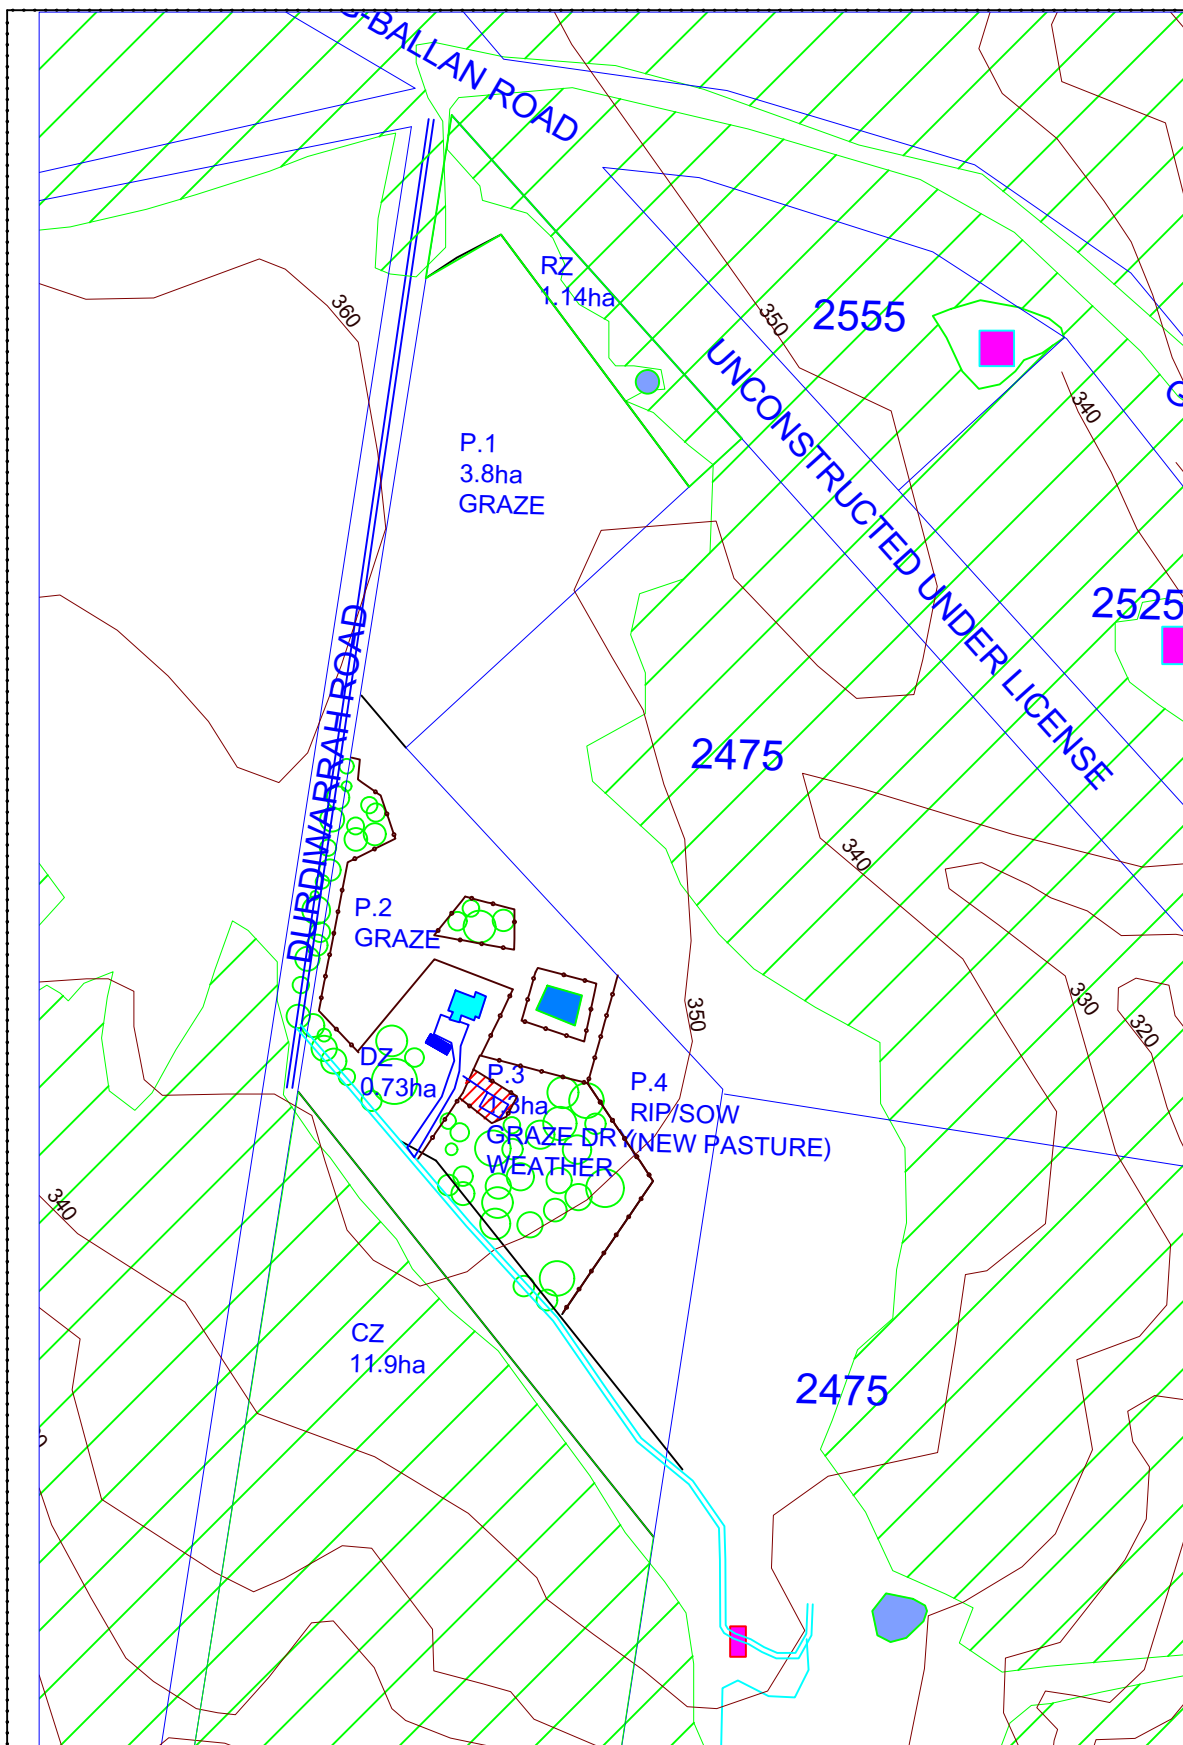 G-BALLAN ROAD
RZ
1.14ha
360
350
2555
340
G
P.1
3.8ha
GRAZE
UNCONSTRUCTED UNDER LICENSE
2525
DURDIWARRAH ROAD
2475
340
P.2
GRAZE
330
320
350
DZ
0.73ha
P.3
GRAZE DRY
WEATHER
P.4
RIP/SOW
(NEW PASTURE)
340
CZ
11.9ha
2475